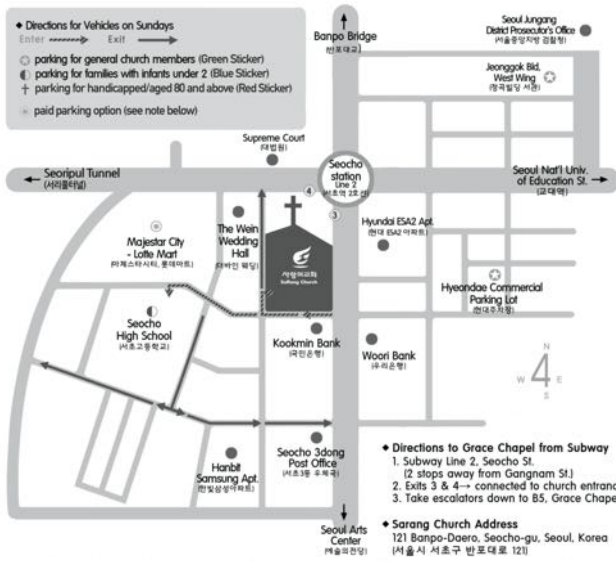 ◆ Directions for Vehicles on Sundays
Enter Exit
parking for general church members (Green Sticker)
parking for families with infants under 2 (Blue Sticker)
parking for handicapped/aged 80 and above (Red Sticker)
paid parking option (see note below)
Banpo Bridge
(반포대교)
Seoul Jungang
District Prosecutor's Office
(서울중앙지방 검찰청)
Jeonggok Bld,
West Wing
(정곡빌딩 서관)
Supreme Court
(대법원)
Seocho
station
Line 2
(서초역 2호선)
Seoripul Tunnel
(서리풀터널)
Seoul Nat'l Univ.
of Education St.
(교대역)
4
3
The Wein
Wedding
Hall
(더바인 웨딩)
Majestar City
- Lotte Mart
(마제스타시티, 롯데마트)
사랑의교회
SaRang Church
Hyundai ESA2 Apt.
(현대 ESA2 아파트)
Hyeondae Commercial
Parking Lot
(현대주차장)
Seocho
High School
(서초고등학교)
Kookmin Bank
(국민은행)
Woori Bank
(우리은행)
N
W 4 E
S
Hanbit
Samsung Apt.
(한빛삼성아파트)
Seocho 3dong
Post Office
(서초3동 우체국)
Seoul Arts
Center
(예술의전당)
◆ Directions to Grace Chapel from Subway
1. Subway Line 2, Seocho St.
(2 stops away from Gangnam St.)
2. Exits 3 & 4→ connected to church entranc
3. Take escalators down to B5, Grace Chape
◆ Sarang Church Address
121 Banpo-Daero, Seocho-gu, Seoul, Korea
(서울시 서초구 반포대로 121)